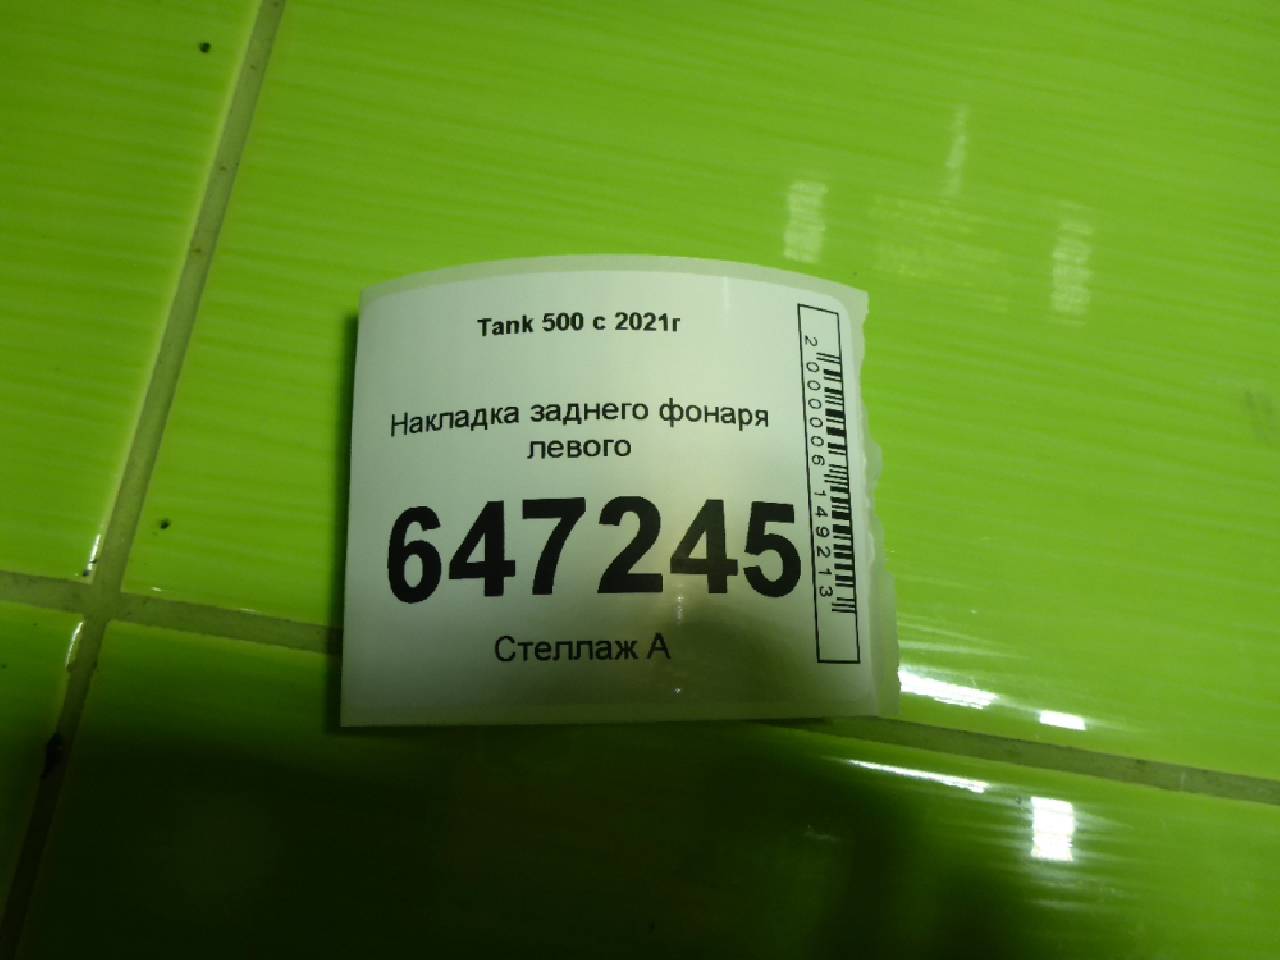 Tank 500 с 2021г
Накладка заднего фонаря
левого
647245
Стеллаж А
2000006149213